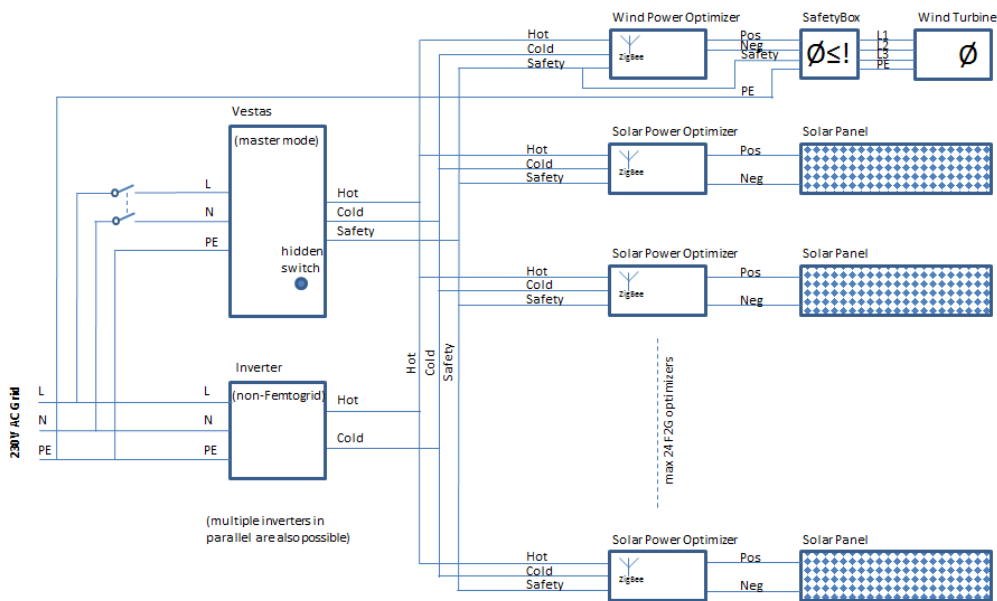 Wind Power Optimizer
SafetyBox
Wind Turbine
Hot
Cold
Safety
ZigBee
Pos
Neg
Safety
PE
Ø≤!
L1
L2
L3
PE
Ø
Vestas
(master mode)
L
N
PE
Hot
Cold
Safety
hidden
switch
Solar Power Optimizer
Solar Panel
Hot
Cold
Safety
ZigBee
Pos
Neg
Solar Power Optimizer
Solar Panel
Hot
Cold
Safety
ZigBee
Pos
Neg
Hot
Cold
Safety
max 24 F2G optimizers
Inverter
(non-Femtogrid)
230V AC Grid
L
N
PE
L
N
PE
Hot
Cold
(multiple inverters in
parallel are also possible)
Solar Power Optimizer
Solar Panel
Hot
Cold
Safety
ZigBee
Pos
Neg